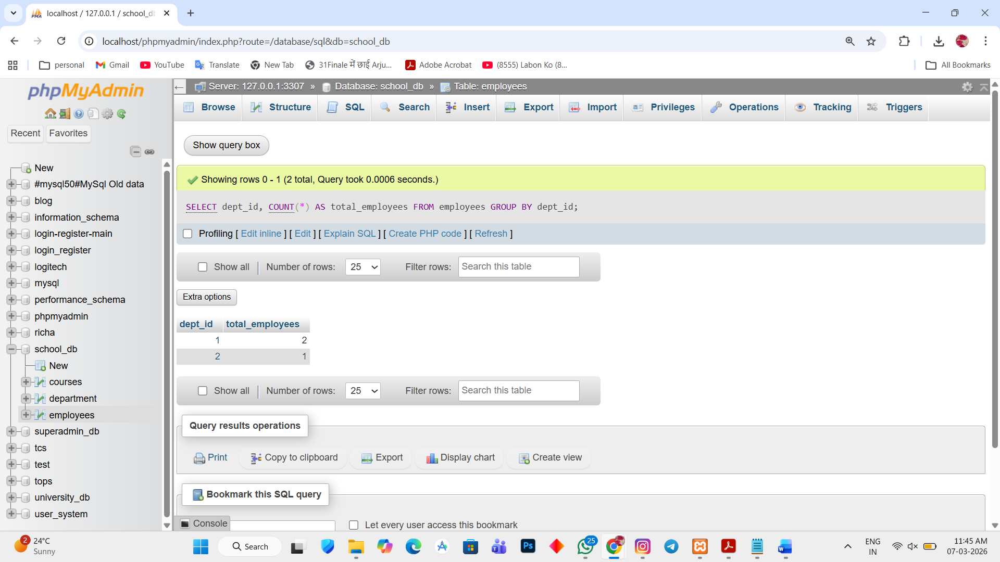 localhost / 127.0.0.1 / school_db
localhost/phpmyadmin/index.php?route=/database/sql&db=school_db
personal
Gmail
YouTube
Translate
New Tab
31Finale में छाई Arju...
Adobe Acrobat
(8555) Labon Ko (8...
All Bookmarks
phpMyAdmin
Recent
Favorites
New
#mysql50#MySql Old data
blog
information_schema
login-register-main
login_register
logitech
mysql
performance_schema
phpmyadmin
richa
school_db
New
courses
department
employees
superadmin_db
tcs
test
tops
university_db
user_system
Server: 127.0.0.1:3307 » Database: school_db » Table: employees
Browse
Structure
SQL
Search
Insert
Export
Import
Privileges
Operations
Tracking
Triggers
Show query box
Showing rows 0 - 1 (2 total, Query took 0.0006 seconds.)
SELECT dept_id, COUNT(*) AS total_employees FROM employees GROUP BY dept_id;
Profiling [ Edit inline ] [ Edit ] [ Explain SQL ] [ Create PHP code ] [ Refresh ]
Show all | Number of rows: 25 Filter rows: Search this table
Extra options
dept_id total_employees
1 2
2 1
Show all | Number of rows: 25 Filter rows: Search this table
Query results operations
Print
Copy to clipboard
Export
Display chart
Create view
Bookmark this SQL query
Console
Let every user access this bookmark
2
24°C
Sunny
Search
Ps
25
ENG
IN
11:45 AM
07-03-2026